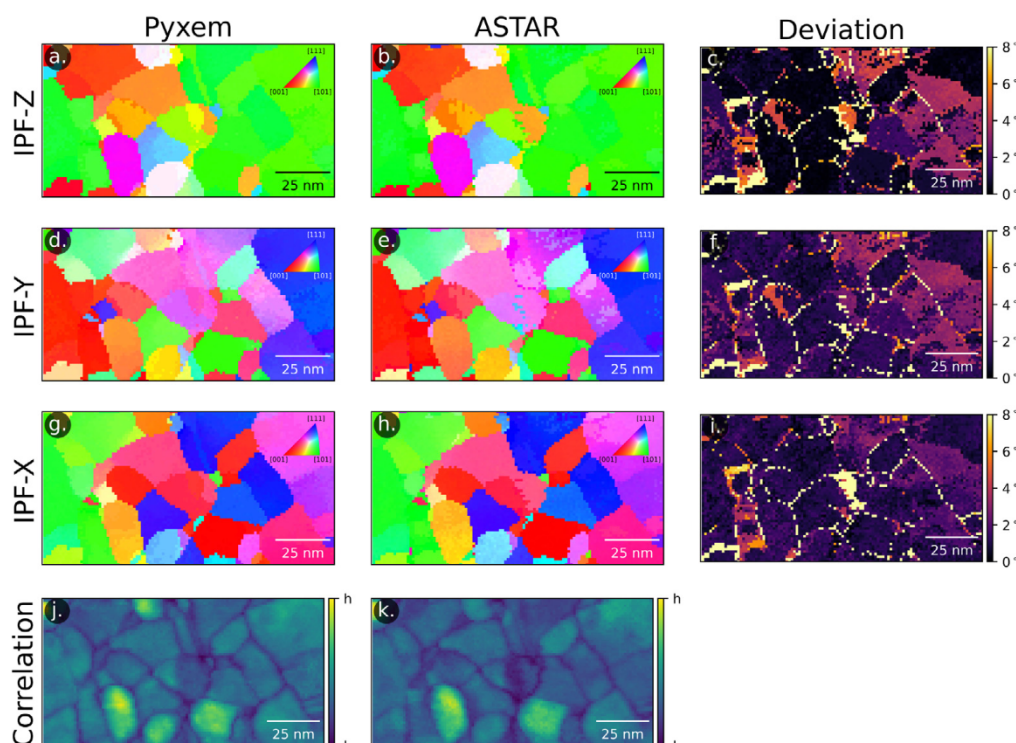 Pyxem ASTAR Deviation
IPF-Z
a. [111] [001] [101] 25 nm
b. [111] [001] [101] 25 nm
c. 25 nm 8° 6° 4° 2° 0°
IPF-Y
d. [111] [001] [101] 25 nm
e. [111] [001] [101] 25 nm
f. 25 nm 8° 6° 4° 2° 0°
IPF-X
g. [111] [001] [101] 25 nm
h. [111] [001] [101] 25 nm
i. 25 nm 8° 6° 4° 2° 0°
Correlation
j. 25 nm h
k. 25 nm h